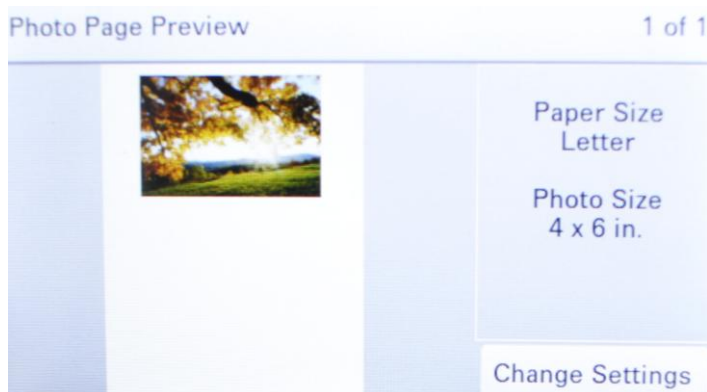 Photo Page Preview
1 of 1
Paper Size
Letter
Photo Size
4 x 6 in.
Change Settings